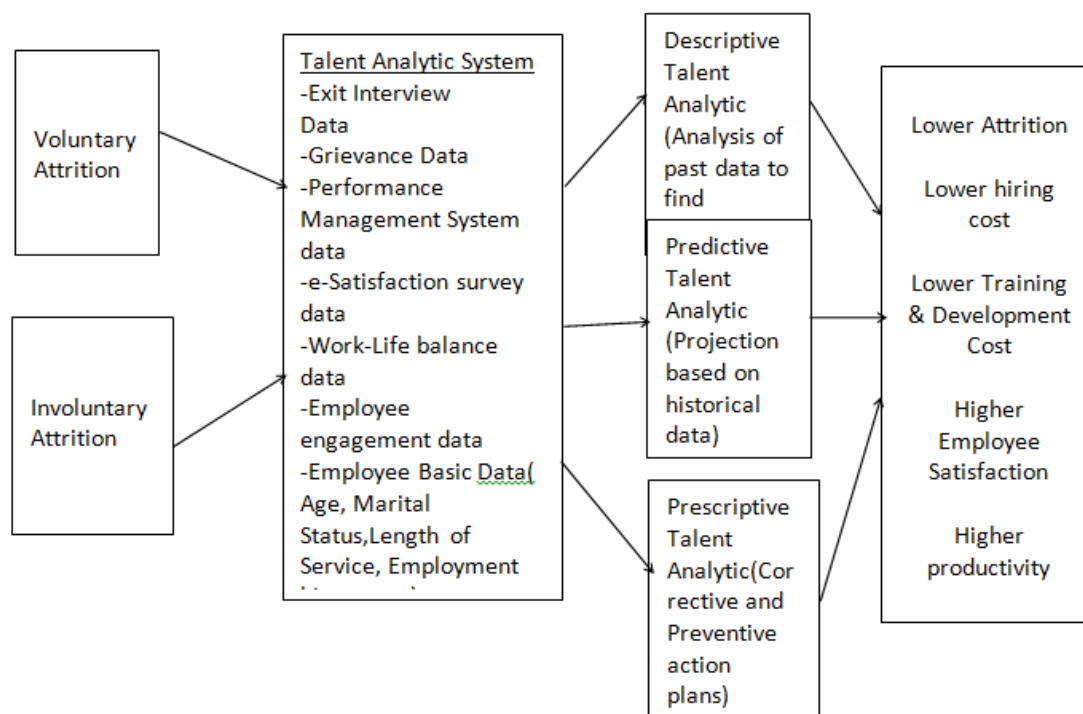 Voluntary
Attrition
Involuntary
Attrition
Talent Analytic System
-Exit Interview
Data
-Grievance Data
-Performance
Management System
data
-e-Satisfaction survey
data
-Work-Life balance
data
-Employee
engagement data
-Employee Basic Data(
Age, Marital
Status,Length of
Service, Employment
Descriptive
Talent
Analytic
(Analysis of
past data to
find
Predictive
Talent
Analytic
(Projection
based on
historical
data)
Prescriptive
Talent
Analytic(Cor
rective and
Preventive
action
plans)
Lower Attrition
Lower hiring
cost
Lower Training
& Development
Cost
Higher
Employee
Satisfaction
Higher
productivity